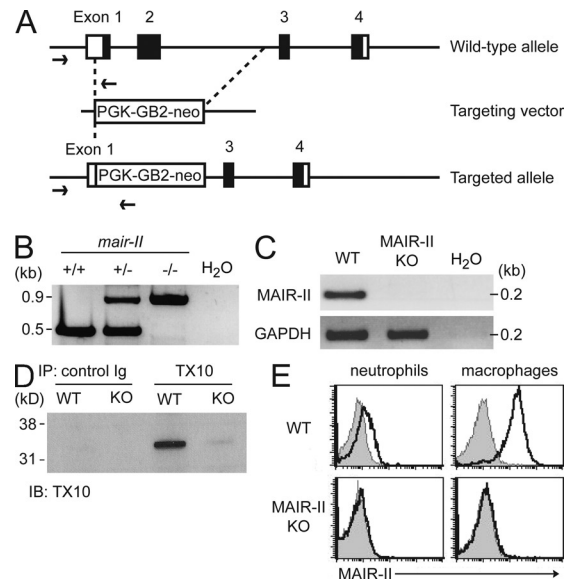 A
Exon 1 2 3 4
Wild-type allele
PGK-GB2-neo
Targeting vector
Exon 1 3 4
PGK-GB2-neo
Targeted allele
B
mair-II
(kb) +/+ +/- -/- H2O
0.9
0.5
C
WT MAIR-II KO H2O
(kb)
MAIR-II 0.2
GAPDH 0.2
D
IP: control Ig TX10
(kD) WT KO WT KO
38
31
IB: TX10
E
neutrophils macrophages
WT
MAIR-II
KO
MAIR-II